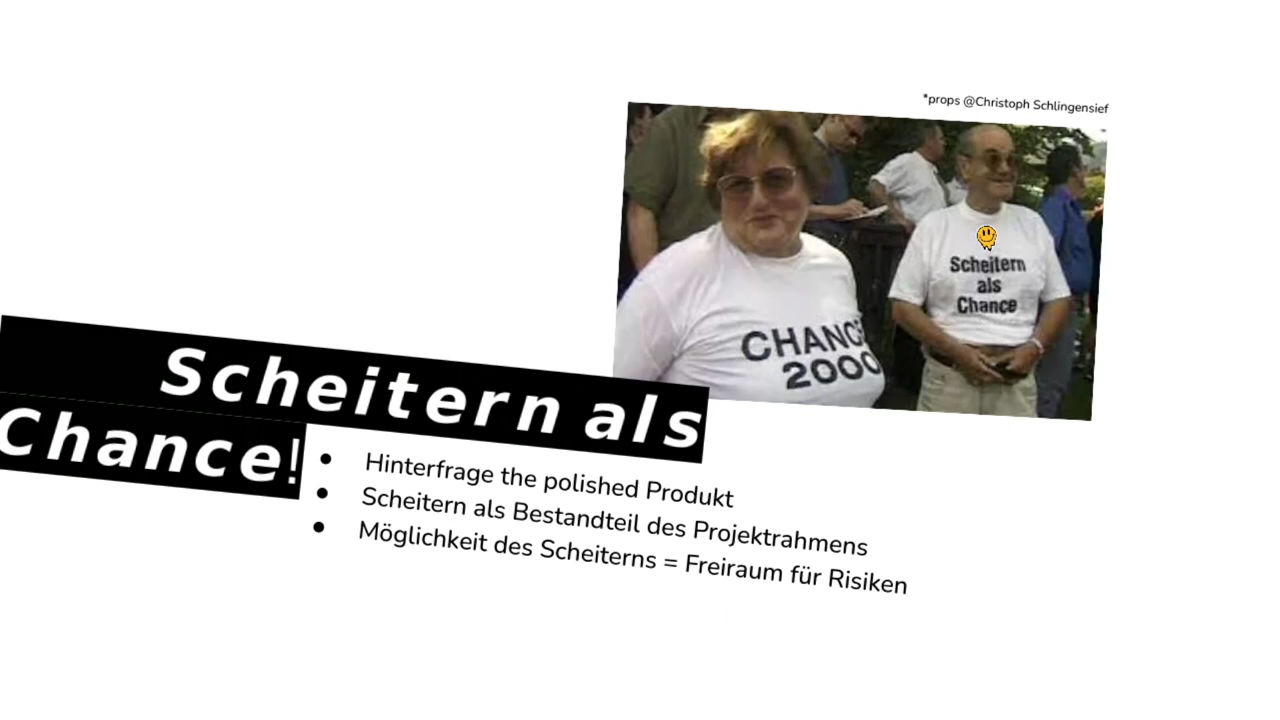 *props @Christoph Schlingensief
CHANCE
2000
Scheitern
als
Chance
Scheitern als
Chance!
Hinterfrage the polished Produkt
Scheitern als Bestandteil des Projektrahmens
Möglichkeit des Scheiterns = Freiraum für Risiken